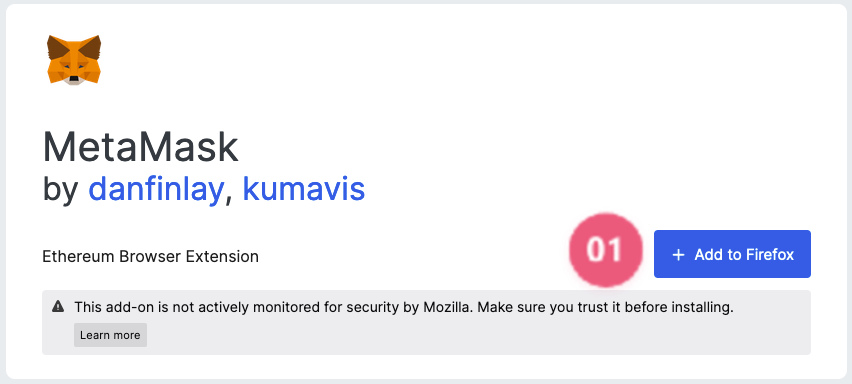 MetaMask
by danfinlay, kumavis
Ethereum Browser Extension
01
+ Add to Firefox
This add-on is not actively monitored for security by Mozilla. Make sure you trust it before installing.
Learn more